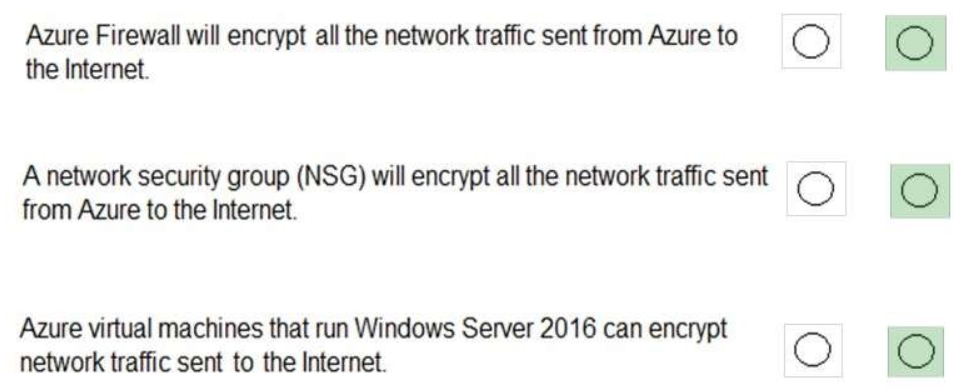 Azure Firewall will encrypt all the network traffic sent from Azure to
the Internet.
A network security group (NSG) will encrypt all the network traffic sent
from Azure to the Internet.
Azure virtual machines that run Windows Server 2016 can encrypt
network traffic sent to the Internet.